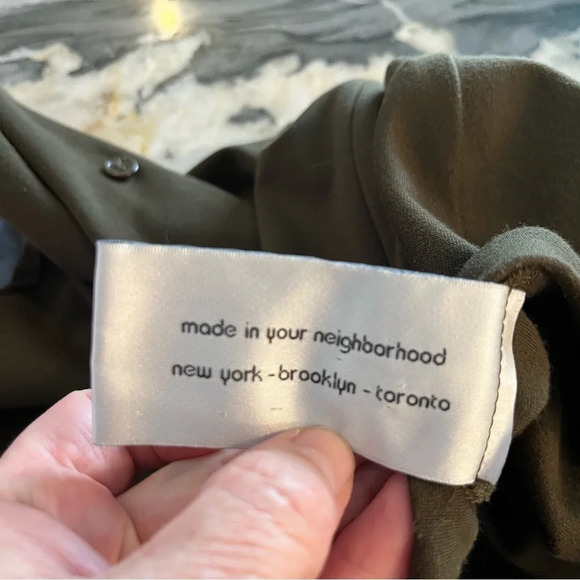 made in your neighborhood
new york - brooklyn - toronto